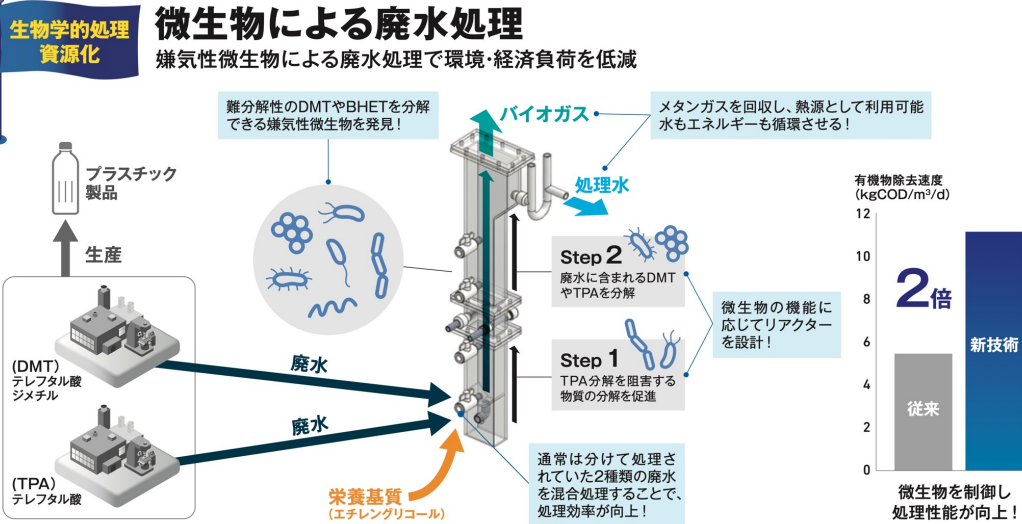 生物学的処理
資源化
微生物による廃水処理
嫌気性微生物による廃水処理で環境・経済負荷を低減
難分解性のDMTやBHETを分解
できる嫌気性微生物を発見！
バイオガス
メタンガスを回収し、熱源として利用可能
水もエネルギーも循環させる！
処理水
プラスチック
製品
生産
(DMT)
テレフタル酸
ジメチル
(TPA)
テレフタル酸
廃水
廃水
栄養基質
(エチレングリコール)
Step 2
廃水に含まれるDMT
やTPAを分解
Step 1
TPA分解を阻害する
物質の分解を促進
微生物の機能に
応じてリアクター
を設計！
通常は分けて処理さ
れていた2種類の廃水
を混合処理することで、
処理効率が向上！
有機物除去速度
(kgCOD/m³/d)
12
10
8
6
4
2
0
2倍
従来
新技術
微生物を制御し
処理性能が向上！